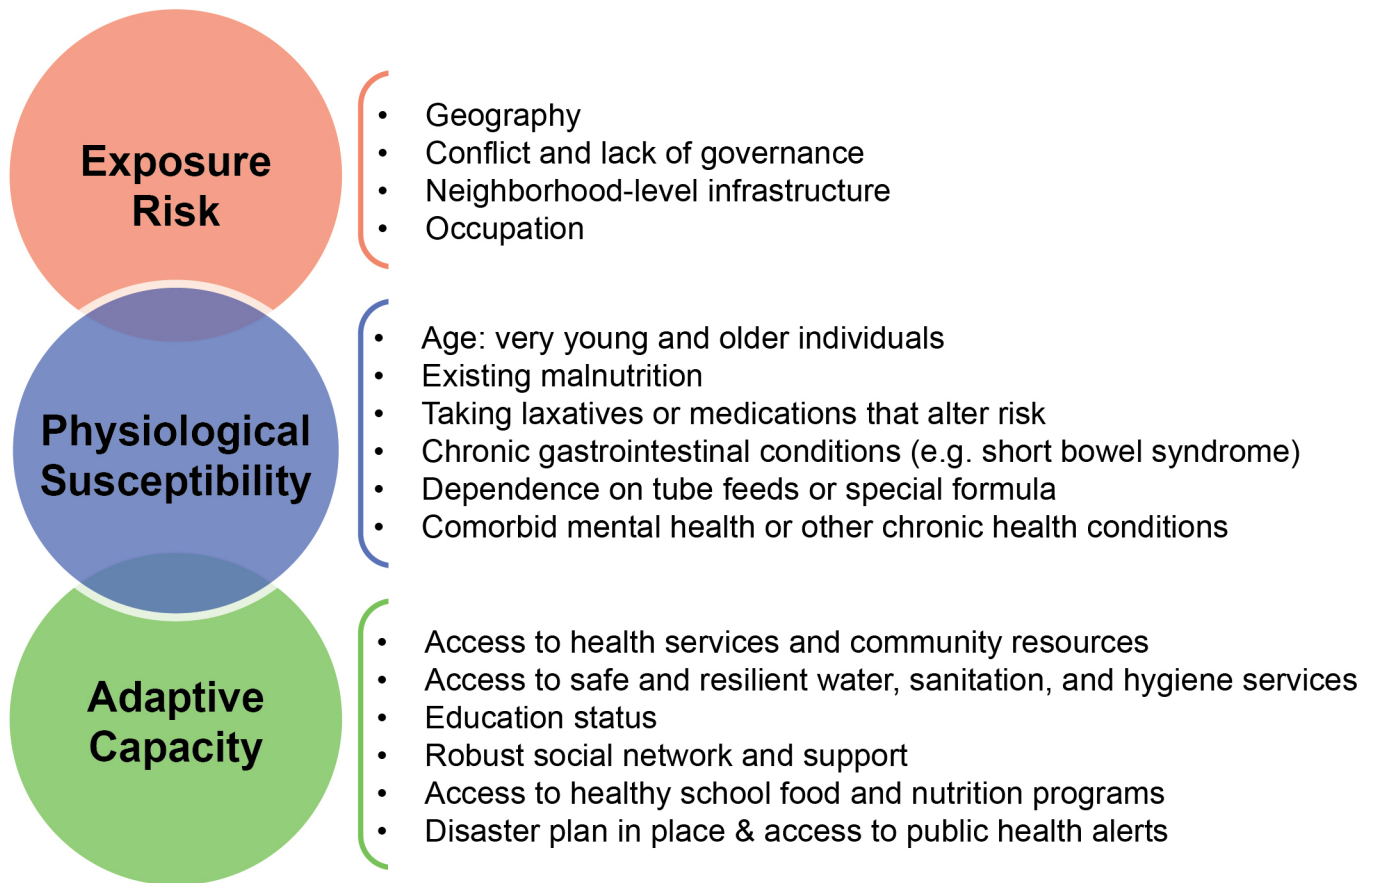 Exposure
Risk
• Geography
• Conflict and lack of governance
• Neighborhood-level infrastructure
• Occupation
Physiological
Susceptibility
• Age: very young and older individuals
• Existing malnutrition
• Taking laxatives or medications that alter risk
• Chronic gastrointestinal conditions (e.g. short bowel syndrome)
• Dependence on tube feeds or special formula
• Comorbid mental health or other chronic health conditions
Adaptive
Capacity
• Access to health services and community resources
• Access to safe and resilient water, sanitation, and hygiene services
• Education status
• Robust social network and support
• Access to healthy school food and nutrition programs
• Disaster plan in place & access to public health alerts